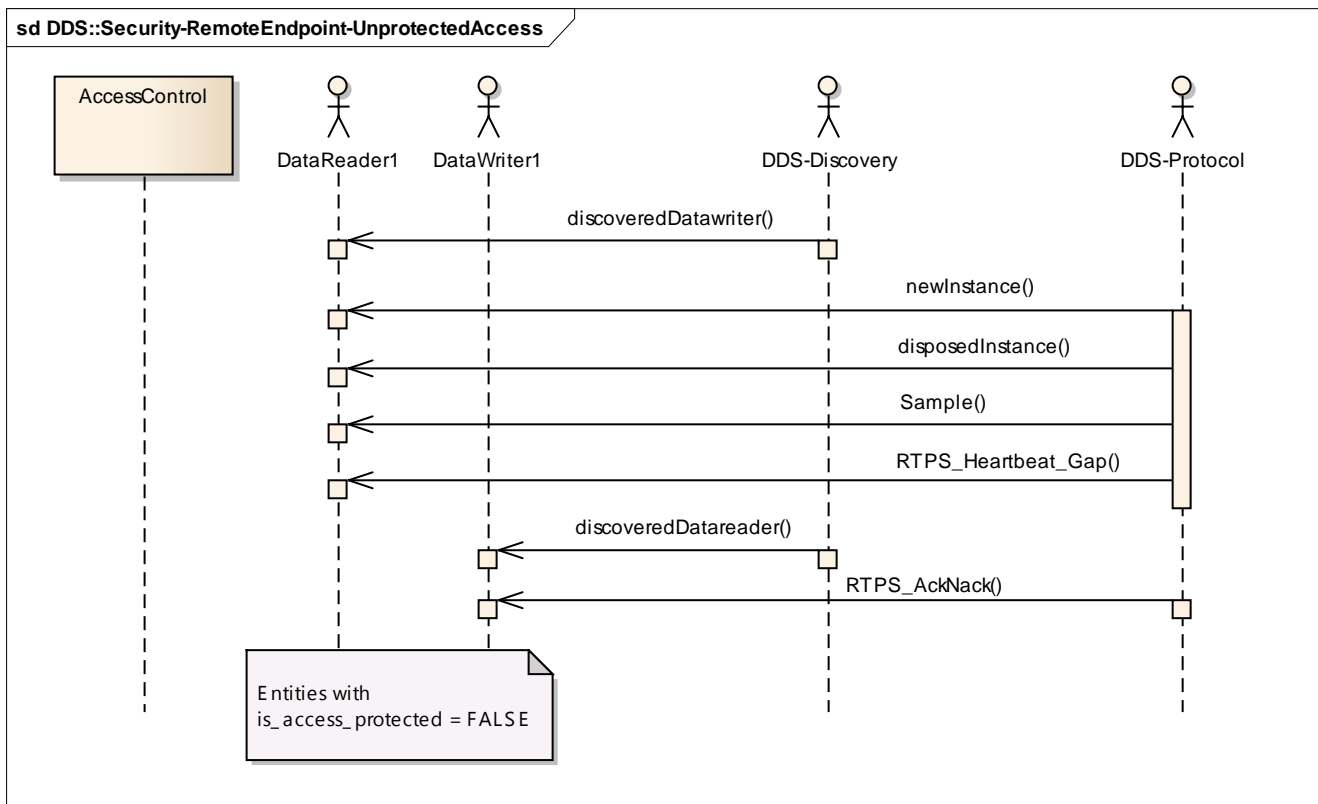 sd DDS::Security-RemoteEndpoint-UnprotectedAccess
AccessControl
DataReader1
DataWriter1
DDS-Discovery
DDS-Protocol
discoveredDatawriter()
newInstance()
disposedInstance()
Sample()
RTPS_Heartbeat_Gap()
discoveredDatareader()
RTPS_AckNack()
Entities with
is_access_protected = FALSE